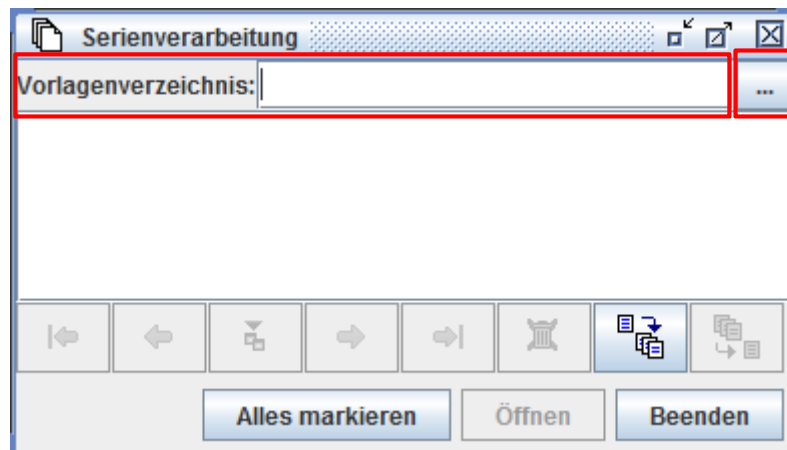 Serienverarbeitung
Vorlagenverzeichnis: ...
Alles markieren Öffnen Beenden